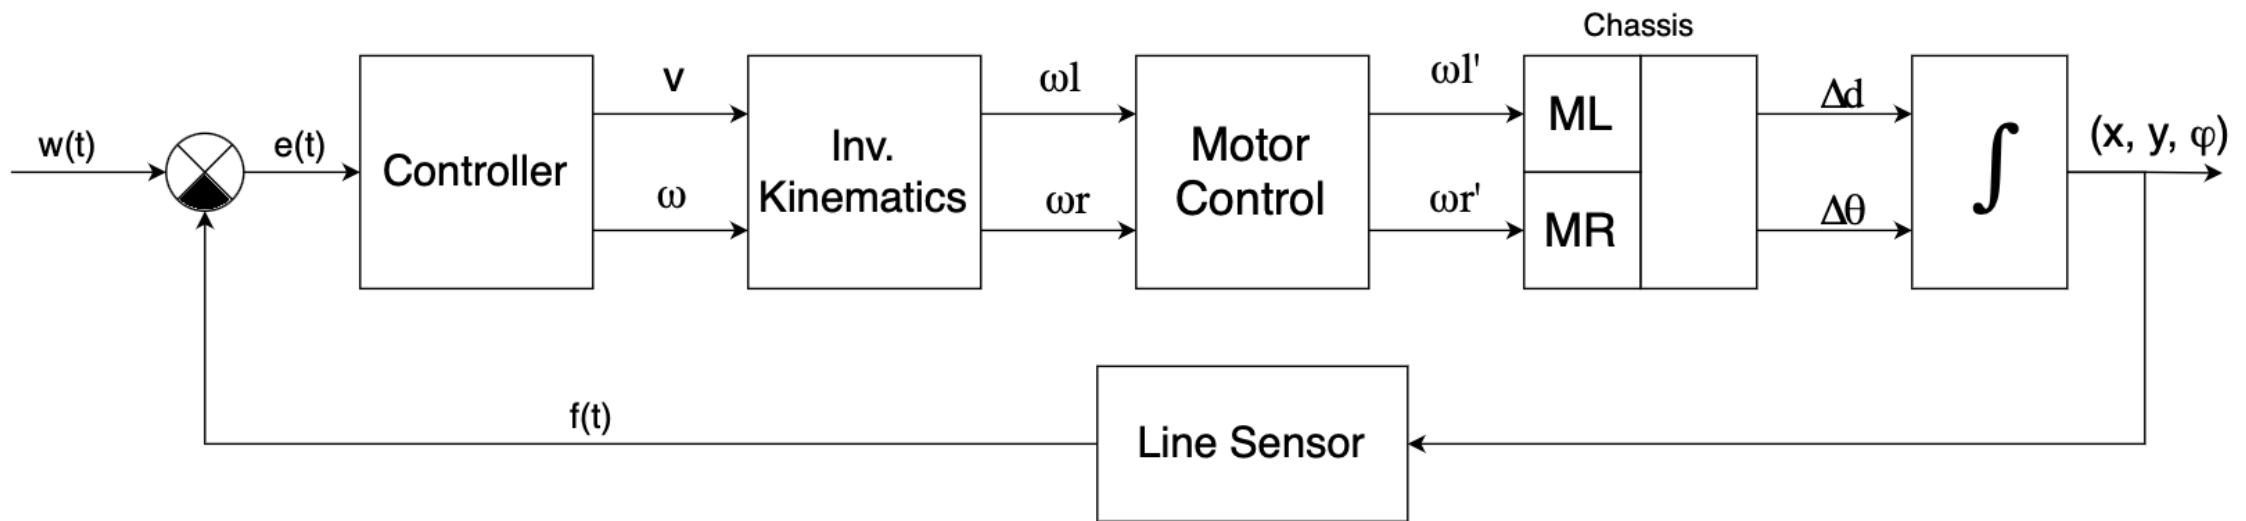 Chassis
w(t)
e(t)
Controller
v
ω
Inv.
Kinematics
ωl
ωr
Motor
Control
ωl'
ωr'
ML
MR
Δd
Δθ
∫
(x, y, φ)
f(t)
Line Sensor